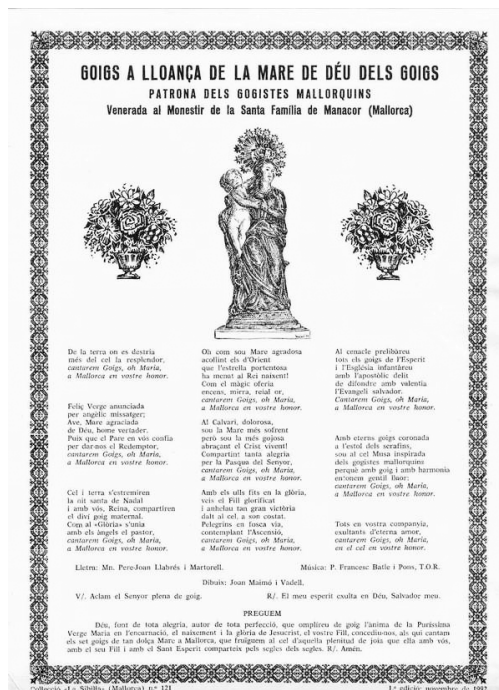 GOIGS A LLOANÇA DE LA MARE DE DÉU DELS GOIGS
PATRONA DELS GOGISTES MALLORQUINS
Venerada al Monestir de la Santa Família de Manacor (Mallorca)
De la terra on es destria
més del cel la resplendor,
cantarem Goigs, oh Maria,
a Mallorca en vostre honor.
Feliç Verge anunciada
per angèlic missatger;
Ave, Mare agraciada
de Déu, home vertader.
Puix que el Pare en vós confia
per dar-nos el Redemptor,
cantarem Goigs, oh Maria,
a Mallorca en vostre honor.
Cel i terra s'estremiren
la nit santa de Nadal
i amb vós, Reina, compartiren
el diví goig maternal.
Com al «Glòria» s'unia
amb els àngels el pastor,
cantarem Goigs, oh Maria,
a Mallorca en vostre honor.
Oh com sou Mare agradosa
acollint els d'Orient
que l'estrella portentosa
ha menat al Rei naixent!
Com el màgic oferia
encens, mirra, reial or,
cantarem Goigs, oh Maria,
a Mallorca en vostre honor.
Al Calvari, dolorosa,
sou la Mare més sofrent
però sou la més gojosa
abraçant el Crist vivent!
Compartint tanta alegria
per la Pasqua del Senyor,
cantarem Goigs, oh Maria,
a Mallorca en vostre honor.
Amb els ulls fits en la glòria,
veis el Fill glorificat
i anhelau tan gran victòria
dalt al cel, a son costat.
Pelegrins en fosca via,
contemplant l'Ascensió,
cantarem Goigs, oh Maria,
a Mallorca en vostre honor.
Al cenacle prelibàreu
tots els goigs de l'Esperit
i l'Església infantàreu
amb l'apostòlic delit
de difondre amb valentia
l'Evangeli salvador.
Cantarem Goigs, oh Maria,
a Mallorca en vostre honor.
Amb eterns goigs coronada
a l'estol dels serafins,
sou al cel Musa inspirada
dels gogistes mallorquins
perquè amb goig i amb harmonia
entonem gentil llaor;
cantarem Goigs, oh Maria,
a Mallorca en vostre honor.
Tots en vostra companyia,
exultants d'eterna amor,
cantarem Goigs, oh Maria,
en el cel en vostre honor.
Lletra: Mn. Pere-Joan Llabrés i Martorell.
Música: P. Francesc Batle i Pons, T.O.R.
Dibuix: Joan Maimó i Vadell.
V/. Aclam el Senyor plena de goig.
R/. El meu esperit exulta en Déu, Salvador meu.
PREGUEM
Déu, font de tota alegria, autor de tota perfecció, que omplíreu de goig l'ànima de la Puríssima
Verge Maria en l'encarnació, el naixement i la glòria de Jesucrist, el vostre Fill, concediu-nos, als qui cantam
els set goigs de tan dolça Mare a Mallorca, que fruiguem al cel d'aquella plenitud de joia que ella amb vós,
amb el seu Fill i amb el Sant Esperit comparteix pels segles dels segles. R/. Amén.
Col·lecció «La Sibil·la» (Mallorca) n.º 121
1.ª edició: novembre de